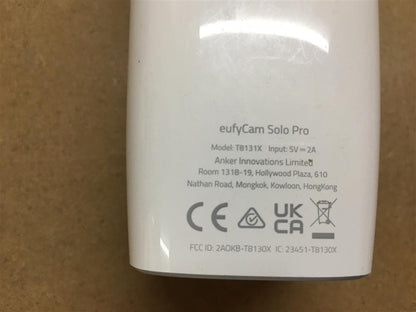 eufyCam Solo Pro
Model: T8131X Input: 5V⎓2A
Anker Innovations Limited
Room 1318-19, Hollywood Plaza, 610
Nathan Road, Mongkok, Kowloon, HongKong
CE UK CA
FCC ID: 2AOKB-T8130X IC: 23451-T8130X